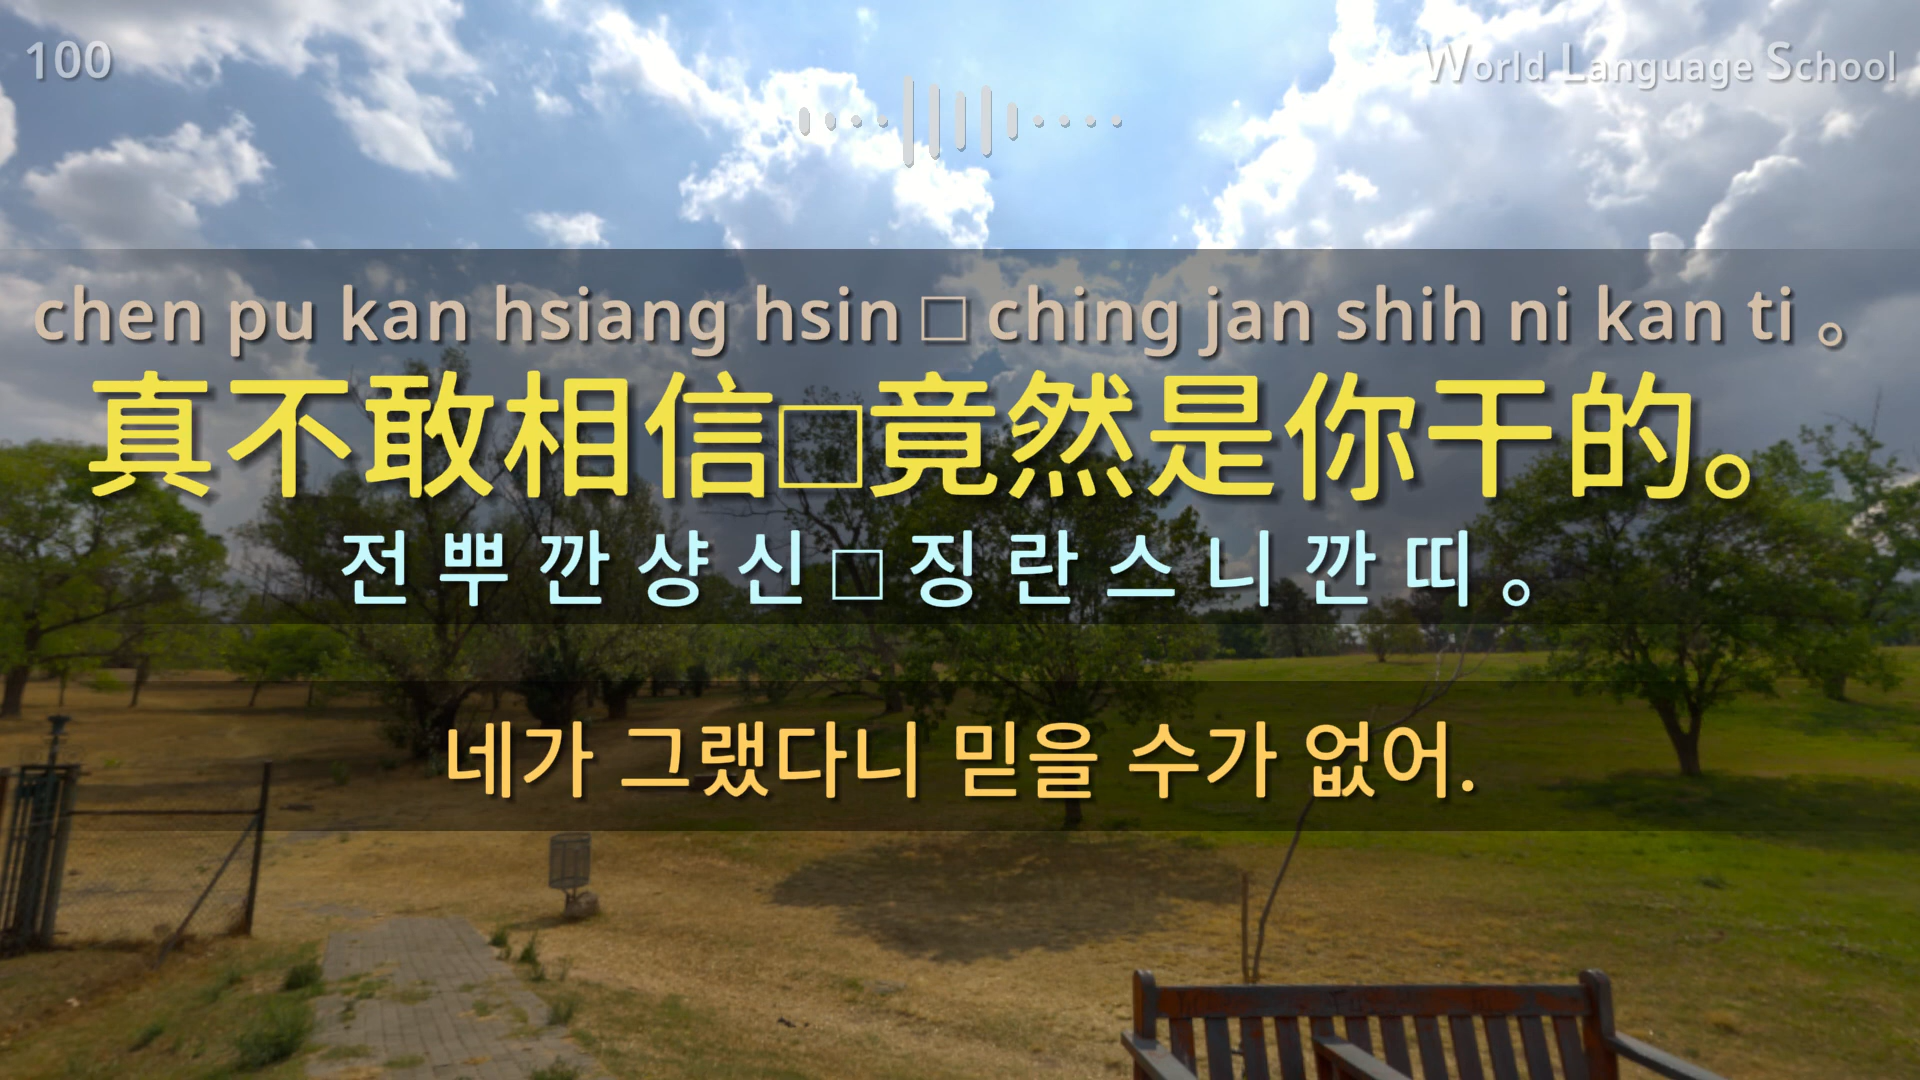 100
World Language School
chen pu kan hsiang hsin □ ching jan shih ni kan ti 。
真不敢相信□竟然是你干的。
전 뿌 깐 샹 신 □ 징 란 스 니 깐 띠 。
네가 그랬다니 믿을 수가 없어.